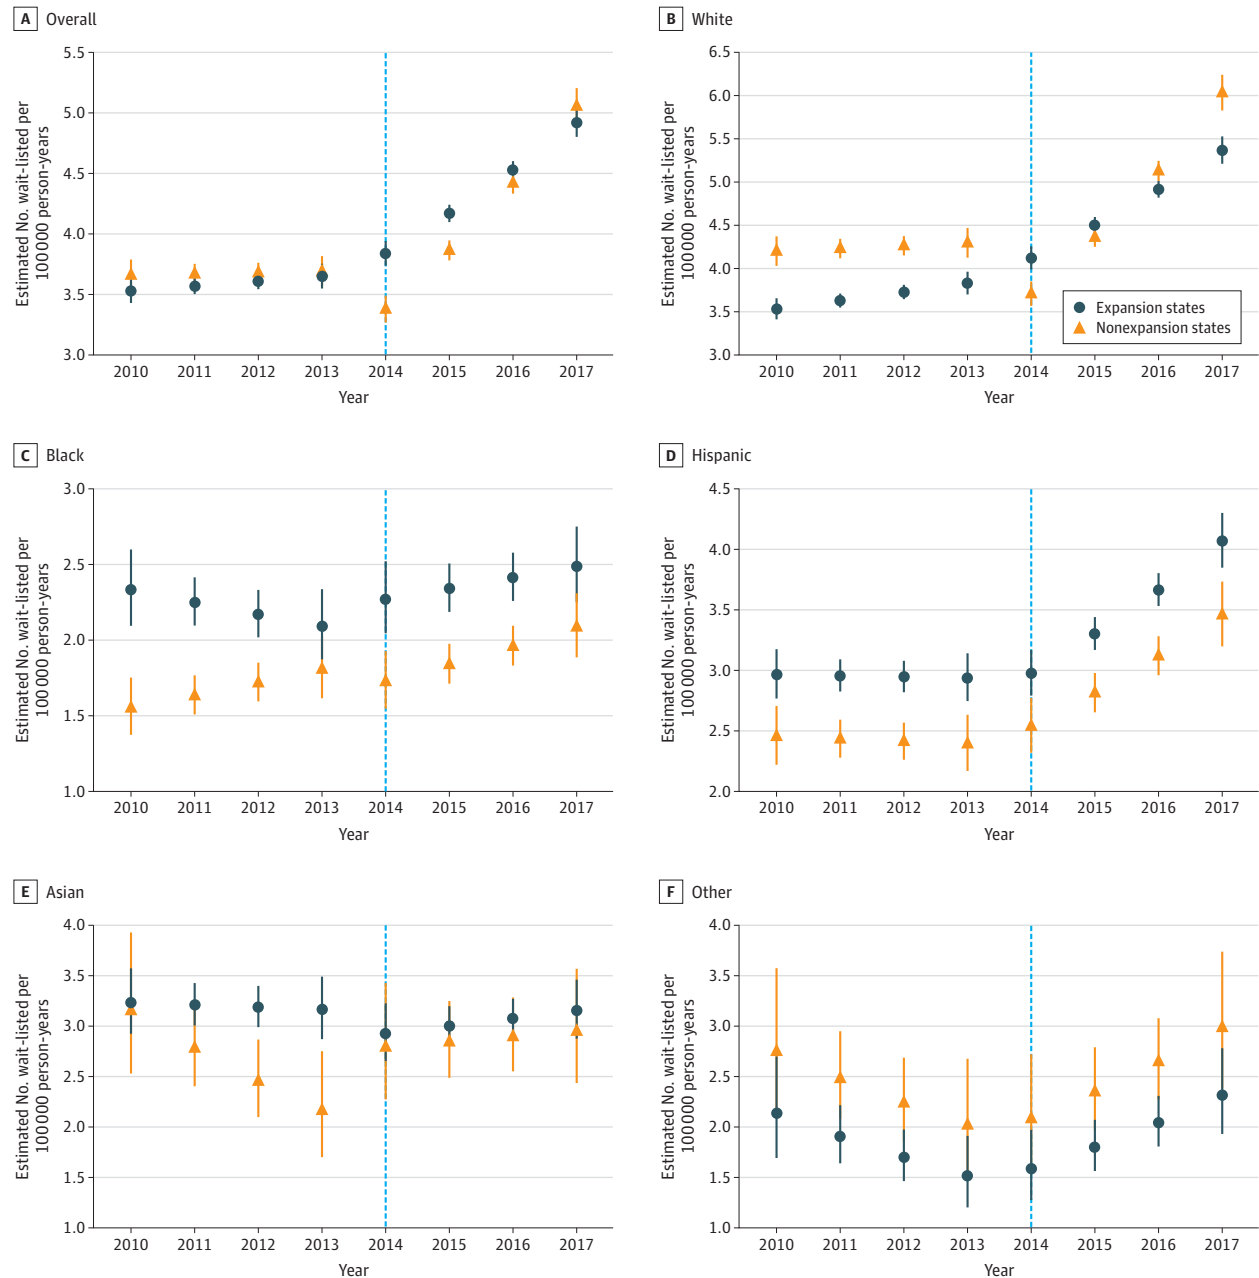 A Overall
Estimated No. wait-listed per
100 000 person-years
5.5
5.0
4.5
4.0
3.5
3.0
2010 2011 2012 2013 2014 2015 2016 2017
Year
B White
Estimated No. wait-listed per
100 000 person-years
6.5
6.0
5.5
5.0
4.5
4.0
3.5
3.0
Expansion states
Nonexpansion states
2010 2011 2012 2013 2014 2015 2016 2017
Year
C Black
Estimated No. wait-listed per
100 000 person-years
3.0
2.5
2.0
1.5
1.0
2010 2011 2012 2013 2014 2015 2016 2017
Year
D Hispanic
Estimated No. wait-listed per
100 000 person-years
4.5
4.0
3.5
3.0
2.5
2.0
2010 2011 2012 2013 2014 2015 2016 2017
Year
E Asian
Estimated No. wait-listed per
100 000 person-years
4.0
3.5
3.0
2.5
2.0
1.5
1.0
2010 2011 2012 2013 2014 2015 2016 2017
Year
F Other
Estimated No. wait-listed per
100 000 person-years
4.0
3.5
3.0
2.5
2.0
1.5
1.0
2010 2011 2012 2013 2014 2015 2016 2017
Year